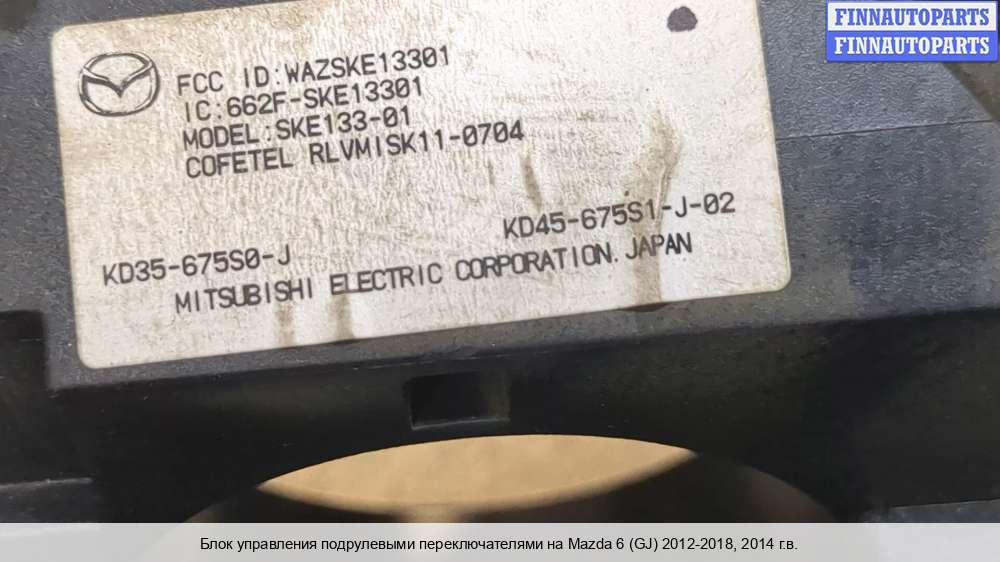 FINNAUTOPARTS
FINNAUTOPARTS
FCC ID:WAZSKE13301
IC:662F-SKE13301
MODEL:SKE133-01
COFETEL RLVMISK11-0704
KD45-675S1-J-02
KD35-675S0-J
MITSUBISHI ELECTRIC CORPORATION.JAPAN
Блок управления подрулевыми переключателями на Mazda 6 (GJ) 2012-2018, 2014 г.в.